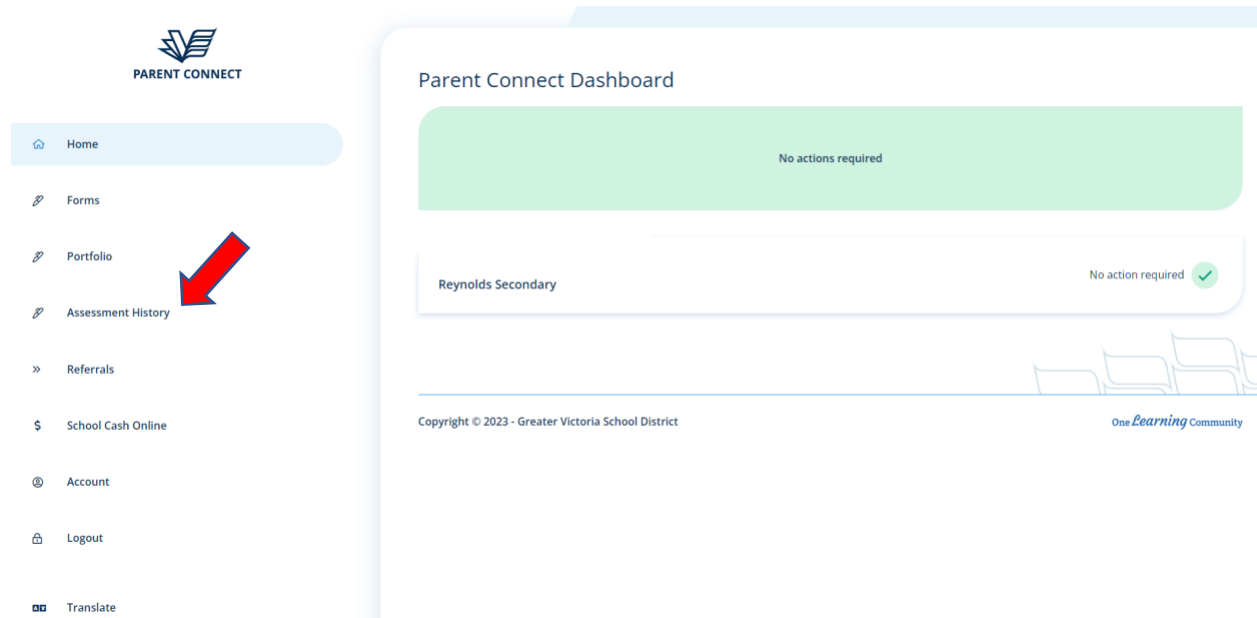 PARENT CONNECT
Home
Forms
Portfolio
Assessment History
Referrals
School Cash Online
Account
Logout
Translate
Parent Connect Dashboard
No actions required
Reynolds Secondary
No action required
Copyright © 2023 - Greater Victoria School District
One Learning Community